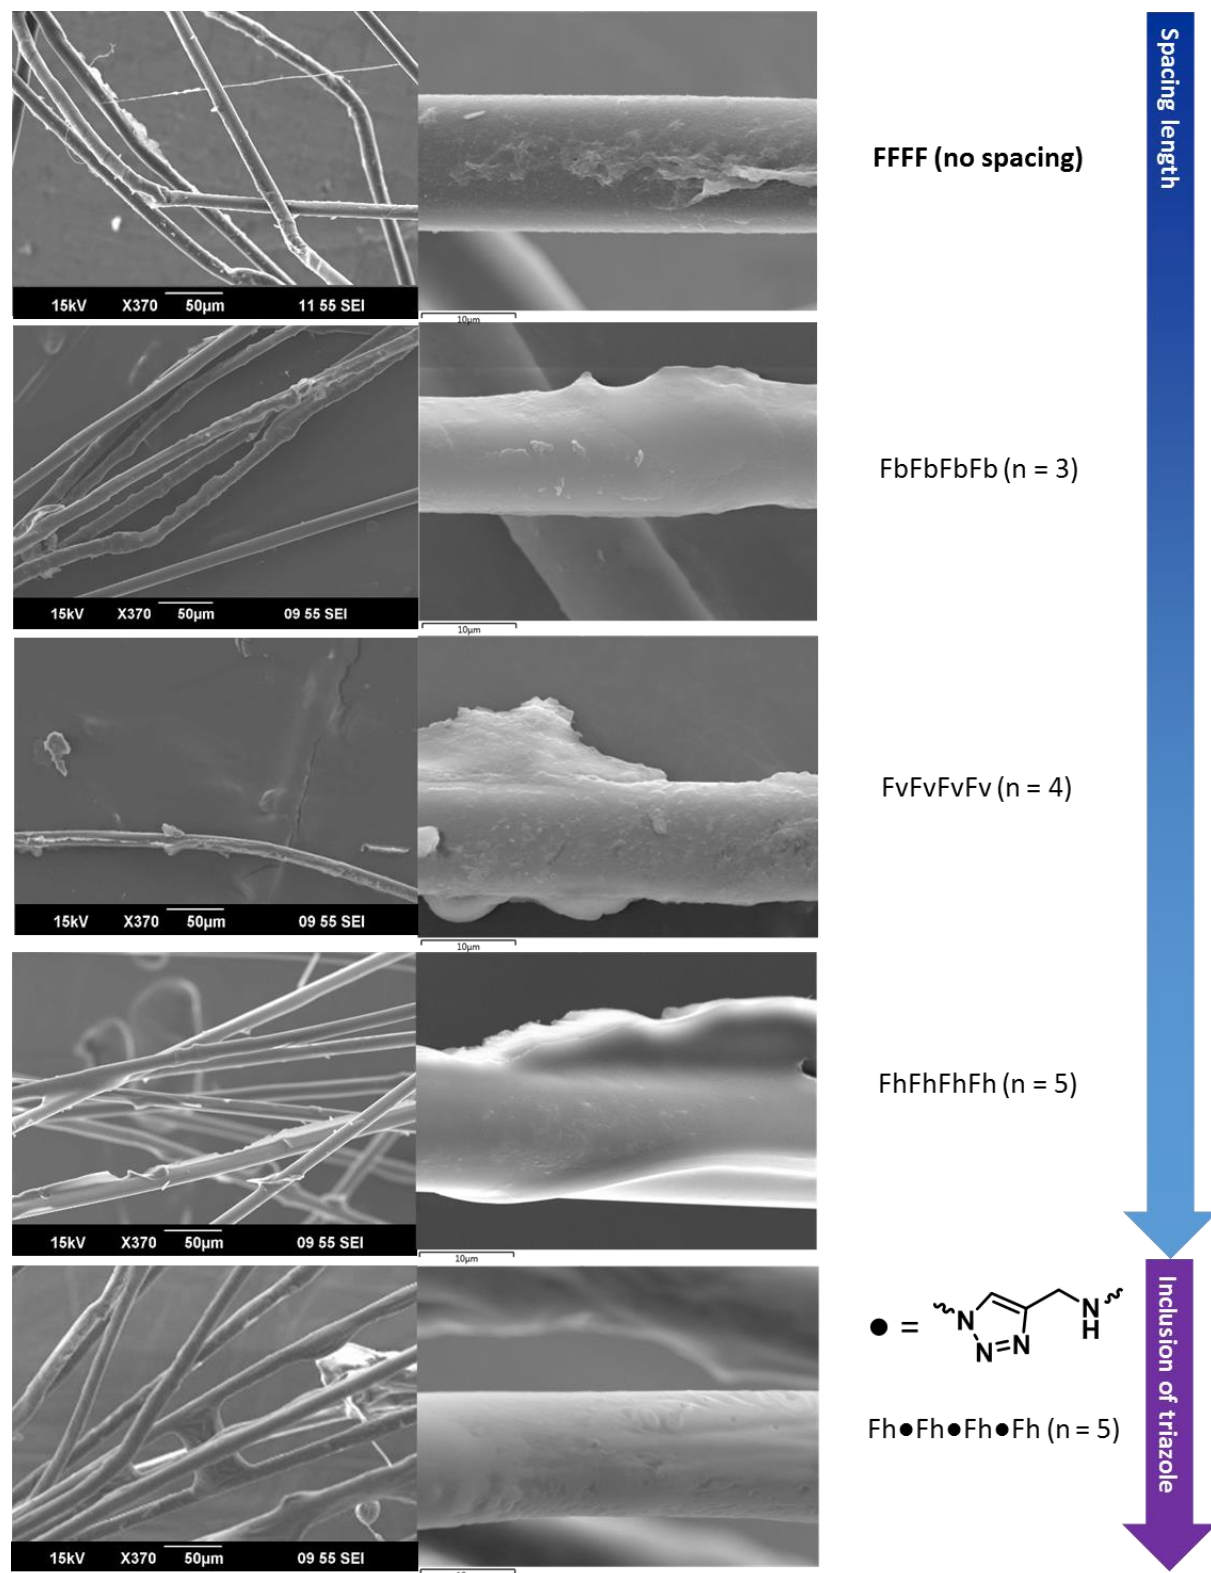 Spacing length
FFFF (no spacing)
15kV X370 50µm 11 55 SEI
10µm
FbFbFbFb (n = 3)
15kV X370 50µm 09 55 SEI
10µm
FvFvFvFv (n = 4)
15kV X370 50µm 09 55 SEI
10µm
FhFhFhFh (n = 5)
15kV X370 50µm 09 55 SEI
10µm
Inclusion of triazole
● = N N=N N H
Fh●Fh●Fh●Fh (n = 5)
15kV X370 50µm 09 55 SEI